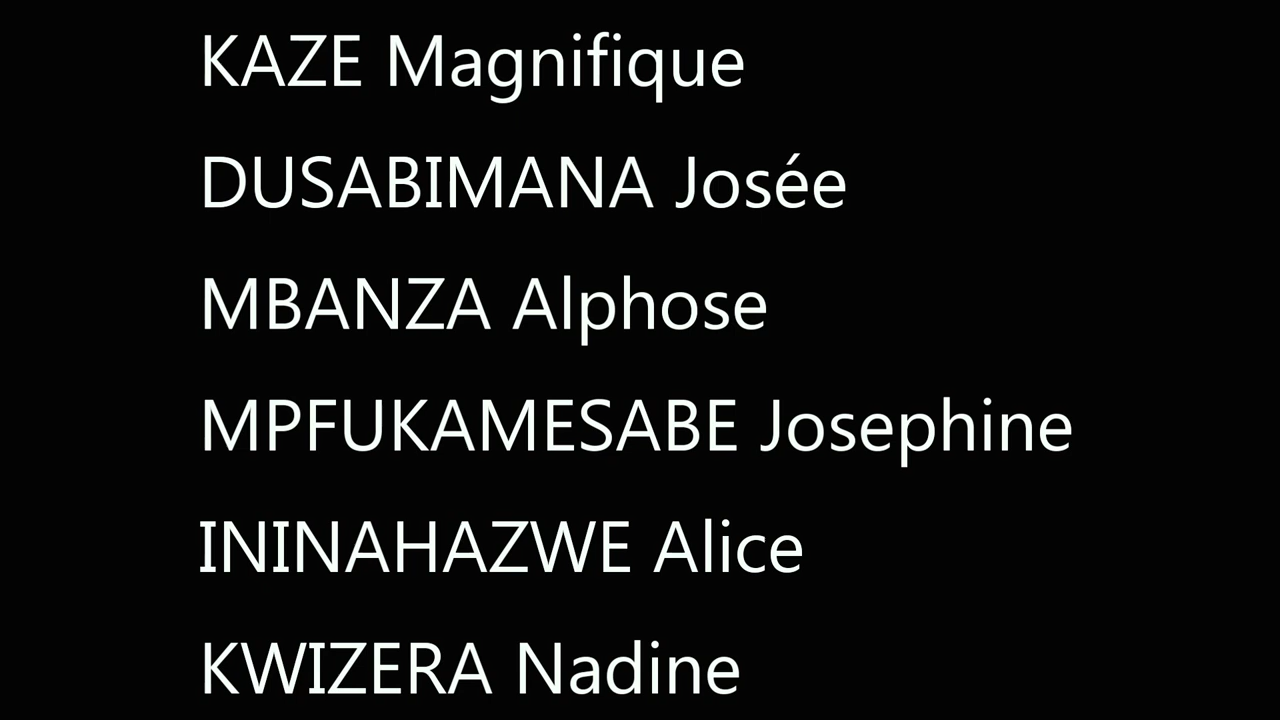 KAZE Magnifique
DUSABIMANA Josée
MBANZA Alphose
MPFUKAMESABE Josephine
ININAHAZWE Alice
KWIZERA Nadine